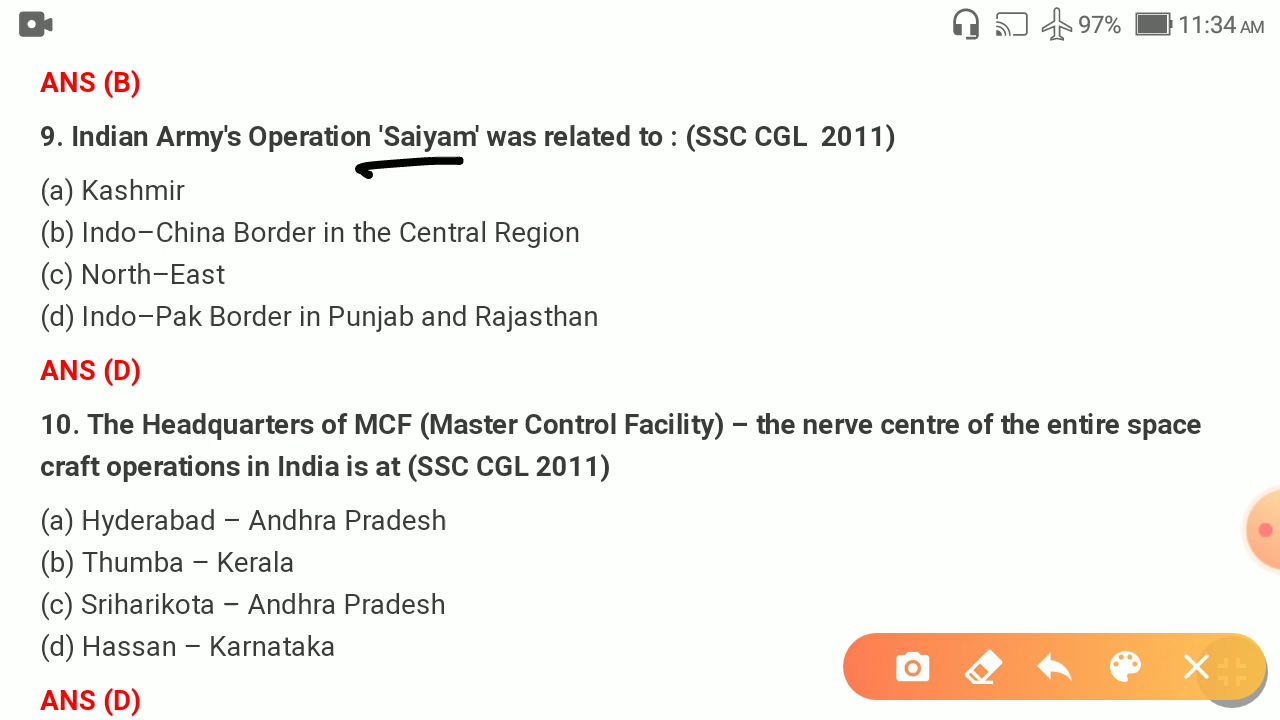 97% 11:34 AM
ANS (B)
9. Indian Army's Operation 'Saiyam' was related to : (SSC CGL  2011)
(a) Kashmir
(b) Indo–China Border in the Central Region
(c) North–East
(d) Indo–Pak Border in Punjab and Rajasthan
ANS (D)
10. The Headquarters of MCF (Master Control Facility) – the nerve centre of the entire space
craft operations in India is at (SSC CGL 2011)
(a) Hyderabad – Andhra Pradesh
(b) Thumba – Kerala
(c) Sriharikota – Andhra Pradesh
(d) Hassan – Karnataka
ANS (D)